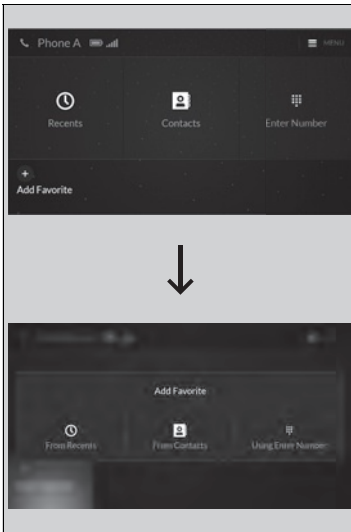 Phone A
MENU
Recents
Contacts
Enter Number
Add Favorite
Add Favorite
From Recents
From Contacts
Using Enter Number